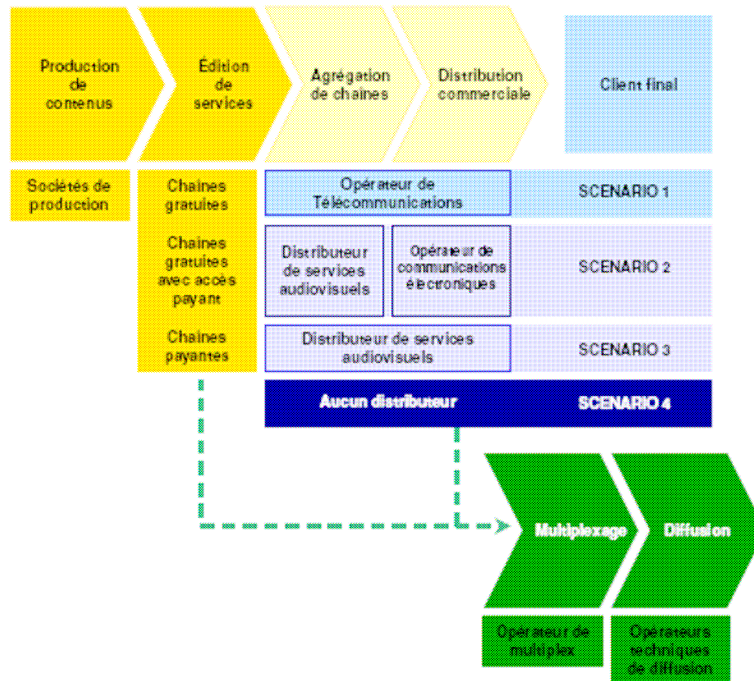 Production
de
contenus
Édition
de
services
Agrégation
de chaînes
Distribution
commerciale
Client final
Sociétés de
production
Chaînes
gratuites
Chaînes
gratuites
avec accès
payant
Chaînes
payantes
Opérateur de
Télécommunications
SCENARIO 1
Distributeur
de services
audiovisuels
Opérateur de
communications
électroniques
SCENARIO 2
Distributeur de services
audiovisuels
SCENARIO 3
Aucun distributeur
SCENARIO 4
Multiplexage
Diffusion
Opérateur de
multiplex
Opérateurs
techniques
de diffusion